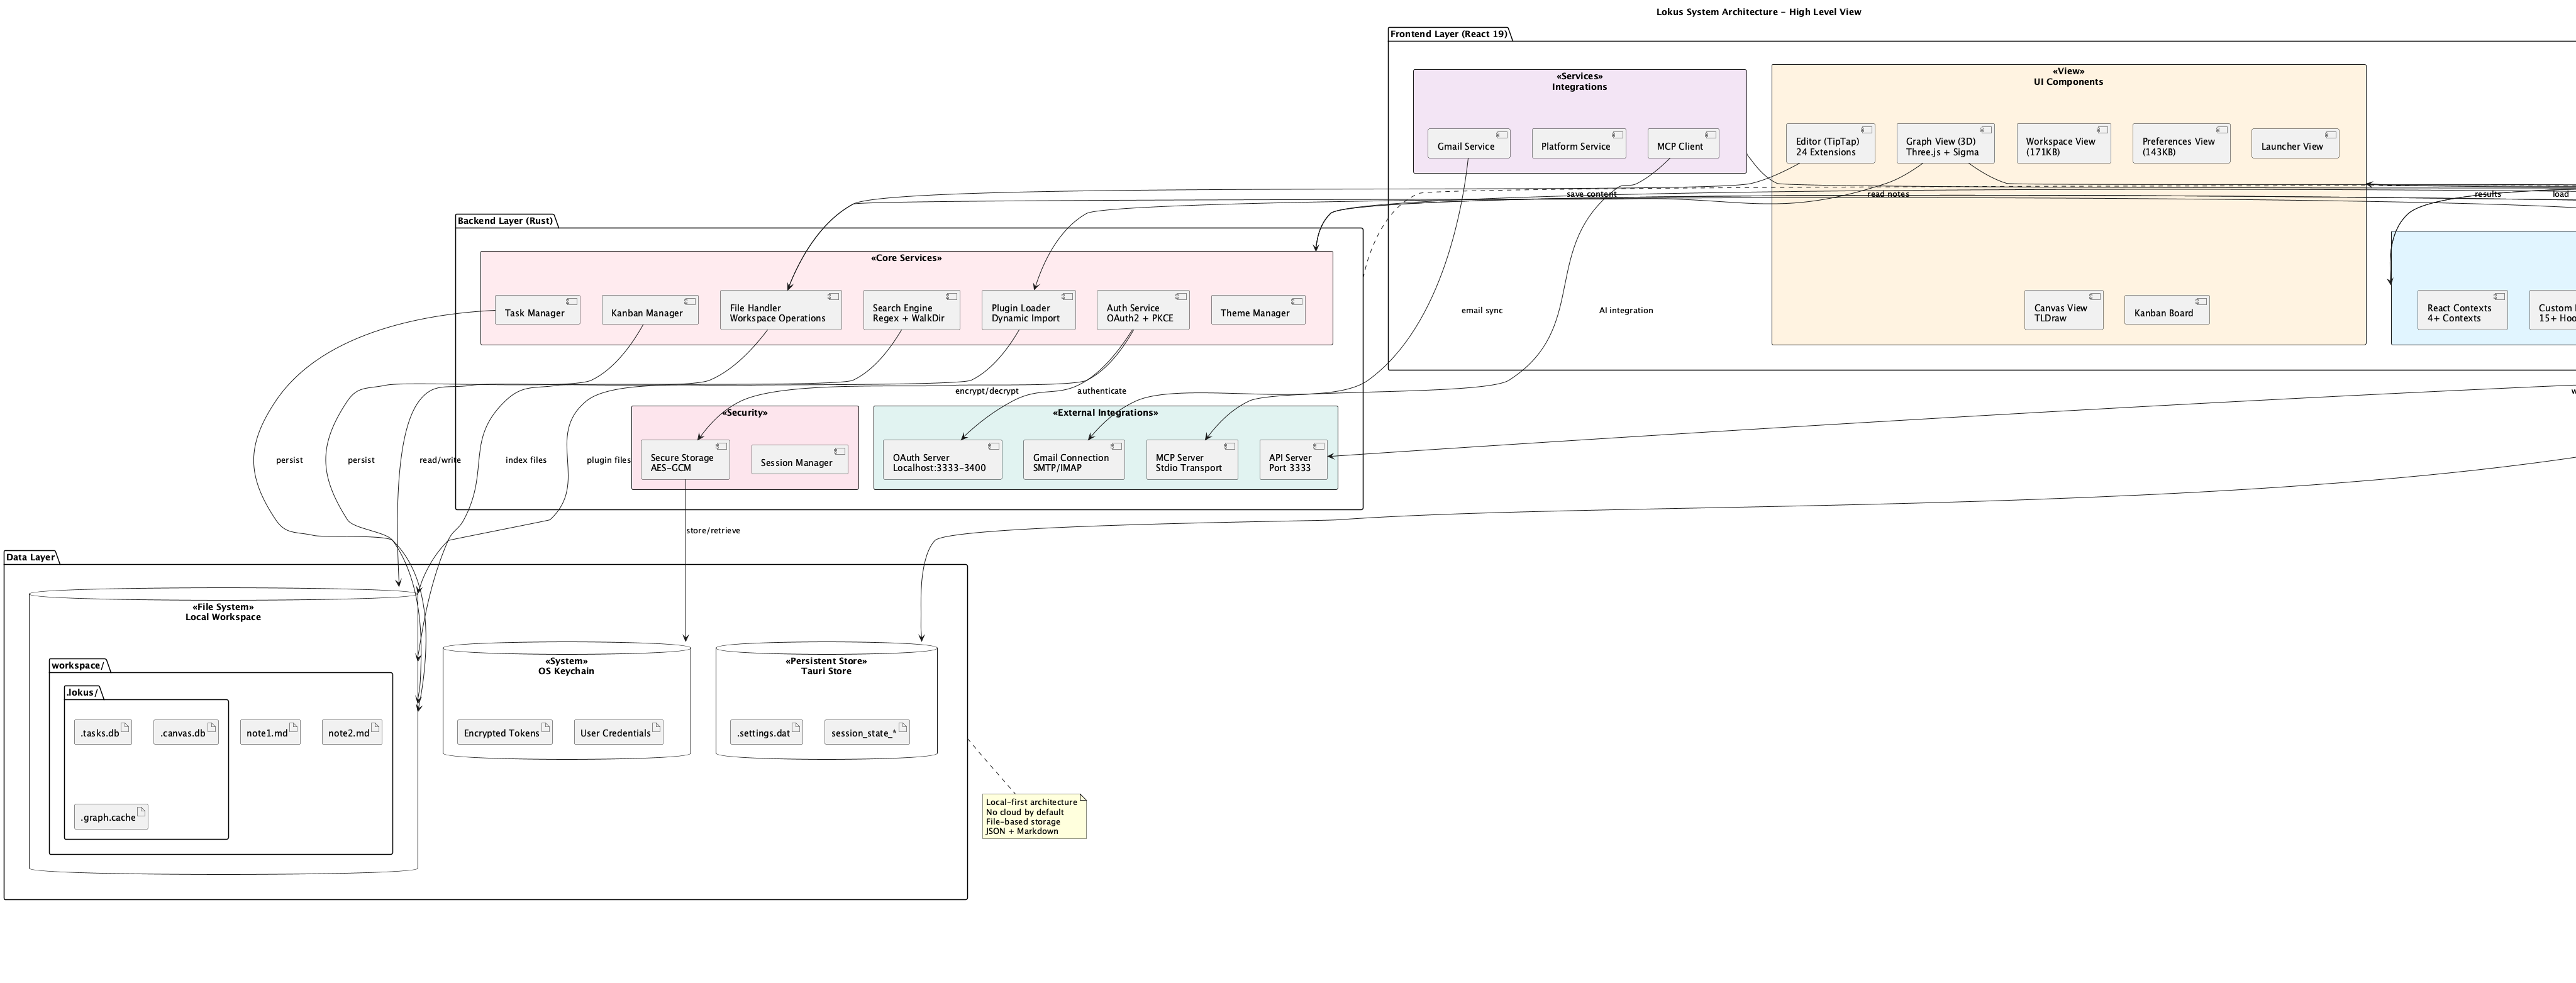 Lokus System Architecture - High Level View
Frontend Layer (React 19)
«Services»
Integrations
Gmail Service
Platform Service
MCP Client
«View»
UI Components
Editor (TipTap)
24 Extensions
Graph View (3D)
Three.js + Sigma
Workspace View
(171KB)
Preferences View
(143KB)
Launcher View
Canvas View
TLDraw
Kanban Board
save content
read notes
results
load
React Contexts
4+ Contexts
Custom
15+ Hoo
email sync
AI integration
Backend Layer (Rust)
«Core Services»
Task Manager
Kanban Manager
File Handler
Workspace Operations
Search Engine
Regex + WalkDir
Plugin Loader
Dynamic Import
Auth Service
OAuth2 + PKCE
Theme Manager
encrypt/decrypt
authenticate
«Security»
Secure Storage
AES-GCM
Session Manager
«External Integrations»
OAuth Server
Localhost:3333-3400
Gmail Connection
SMTP/IMAP
MCP Server
Stdio Transport
API Server
Port 3333
w
persist
persist
read/write
index files
plugin files
store/retrieve
Data Layer
«File System»
Local Workspace
workspace/
.lokus/
.tasks.db
.canvas.db
note1.md
note2.md
.graph.cache
«System»
OS Keychain
Encrypted Tokens
User Credentials
«Persistent Store»
Tauri Store
.settings.dat
session_state_*
Local-first architecture
No cloud by default
File-based storage
JSON + Markdown